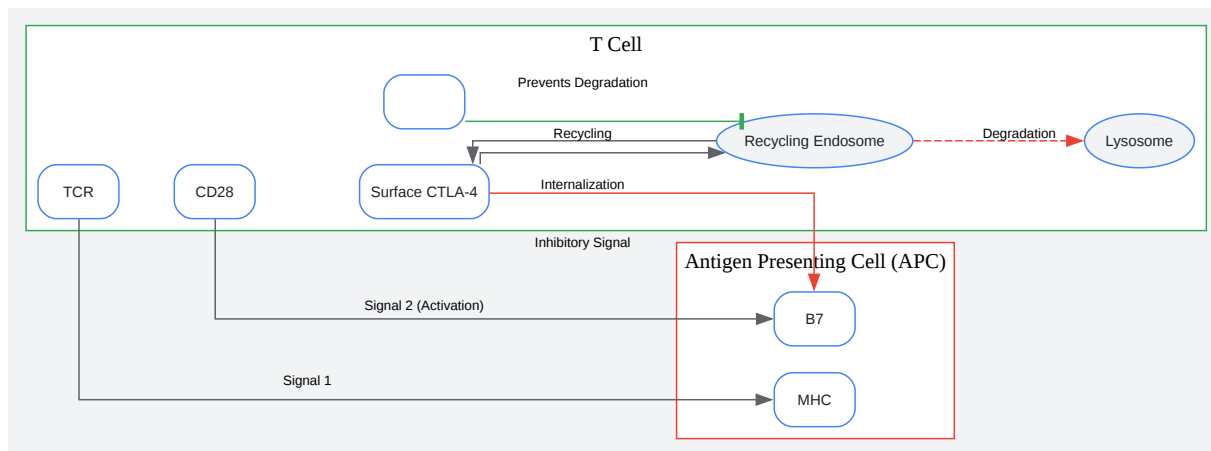 T Cell
Prevents Degradation
Recycling
Recycling Endosome
Degradation
Lysosome
TCR
CD28
Surface CTLA-4
Internalization
Inhibitory Signal
Antigen Presenting Cell (APC)
Signal 2 (Activation)
B7
Signal 1
MHC